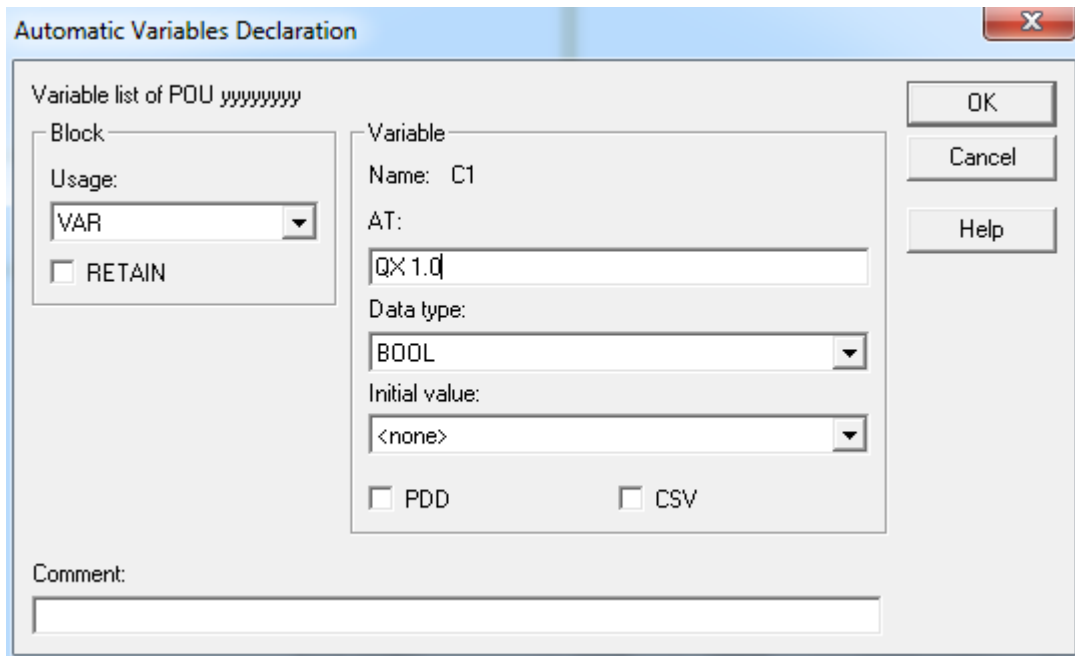 Automatic Variables Declaration
Variable list of POU yyyyyyyy
Block
Usage:
VAR
RETAIN
Variable
Name: C1
AT:
QX 1.0
Data type:
BOOL
Initial value:
<none>
PDD
CSV
OK
Cancel
Help
Comment: